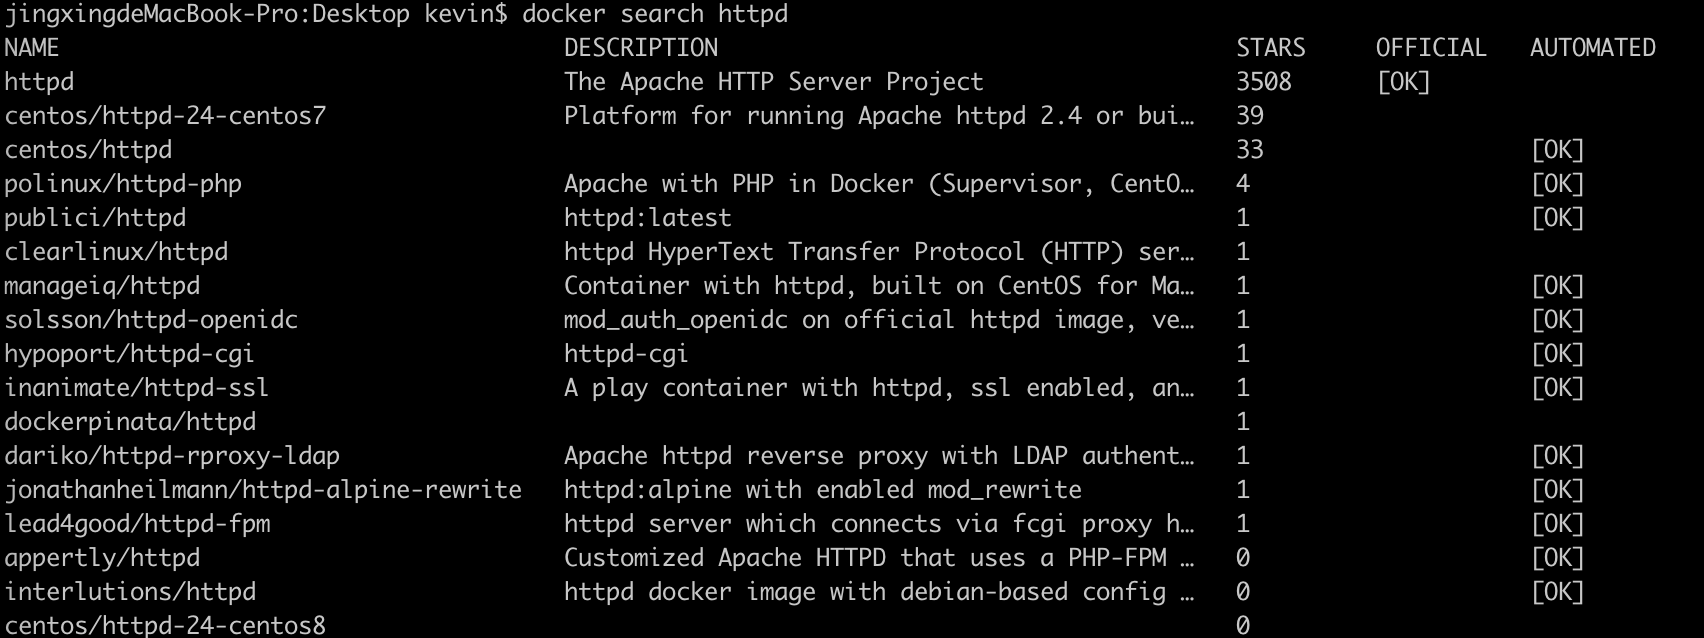 jingxingdeMacBook-Pro:Desktop kevin$ docker search httpd
NAME DESCRIPTION STARS OFFICIAL AUTOMATED
httpd The Apache HTTP Server Project 3508 [OK]
centos/httpd-24-centos7 Platform for running Apache httpd 2.4 or bui… 39
centos/httpd 33 [OK]
polinux/httpd-php Apache with PHP in Docker (Supervisor, CentO… 4 [OK]
publici/httpd httpd:latest 1 [OK]
clearlinux/httpd httpd HyperText Transfer Protocol (HTTP) ser… 1
manageiq/httpd Container with httpd, built on CentOS for Ma… 1 [OK]
solsson/httpd-openidc mod_auth_openidc on official httpd image, ve… 1 [OK]
hypoport/httpd-cgi httpd-cgi 1 [OK]
inanimate/httpd-ssl A play container with httpd, ssl enabled, an… 1 [OK]
dockerpinata/httpd 1
dariko/httpd-rproxy-ldap Apache httpd reverse proxy with LDAP authent… 1 [OK]
jonathanheilmann/httpd-alpine-rewrite httpd:alpine with enabled mod_rewrite 1 [OK]
lead4good/httpd-fpm httpd server which connects via fcgi proxy h… 1 [OK]
appertly/httpd Customized Apache HTTPD that uses a PHP-FPM … 0 [OK]
interlutions/httpd httpd docker image with debian-based config … 0 [OK]
centos/httpd-24-centos8 0